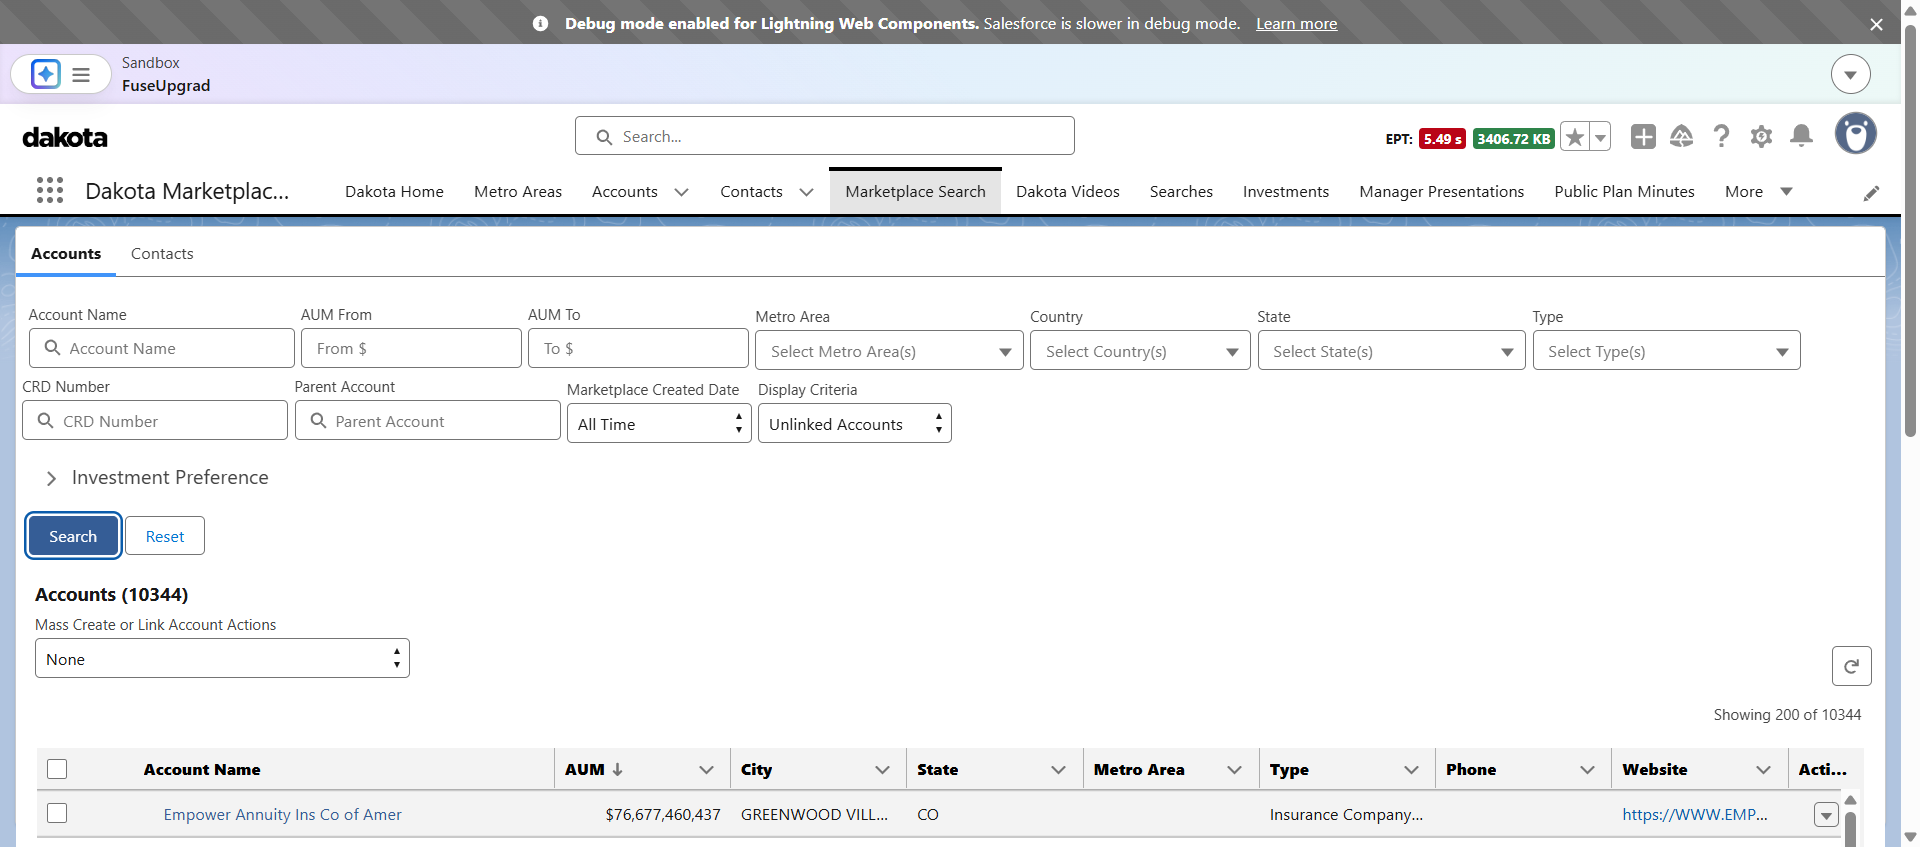 Debug mode enabled for Lightning Web Components. Salesforce is slower in debug mode. Learn more
Sandbox
FuseUpgrad
dakota
Search...
EPT: 5.49 s 3406.72 KB
Dakota Marketplac...
Dakota Home
Metro Areas
Accounts
Contacts
Marketplace Search
Dakota Videos
Searches
Investments
Manager Presentations
Public Plan Minutes
More
Accounts
Contacts
Account Name
AUM From
AUM To
Metro Area
Country
State
Type
Account Name
From $
To $
Select Metro Area(s)
Select Country(s)
Select State(s)
Select Type(s)
CRD Number
Parent Account
Marketplace Created Date
Display Criteria
CRD Number
Parent Account
All Time
Unlinked Accounts
Investment Preference
Search
Reset
Accounts (10344)
Mass Create or Link Account Actions
None
Showing 200 of 10344
Account Name
AUM
City
State
Metro Area
Type
Phone
Website
Acti...
Empower Annuity Ins Co of Amer
$76,677,460,437
GREENWOOD VILL...
CO
Insurance Company...
https://WWW.EMP...